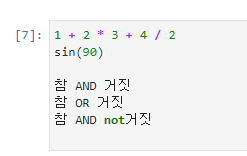 [7]: 1 + 2 * 3 + 4 / 2
sin(90)
참 AND 거짓
참 OR 거짓
참 AND not거짓